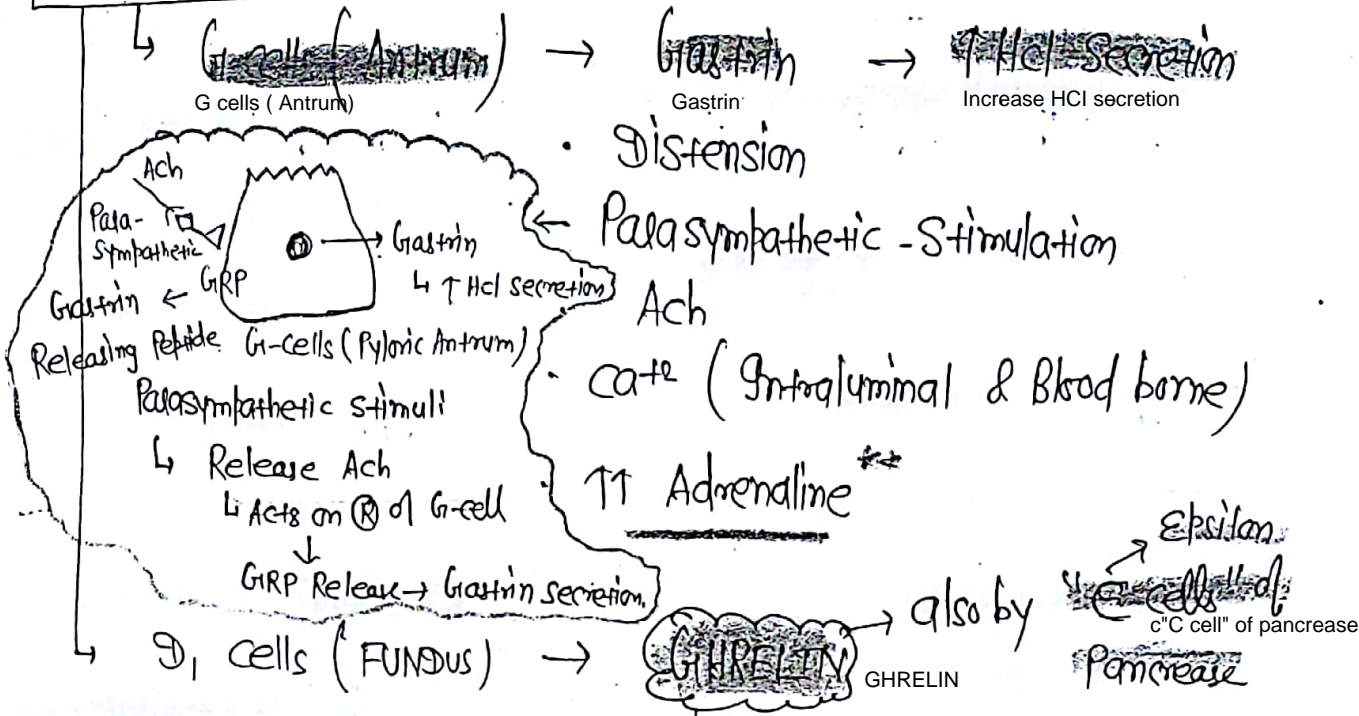 ↳ G cells (Antrum) → Gastrin → ↑ Hcl Secretion
G cells ( Antrum)
Gastrin
Increase HCl secretion
• Distension
← Parasympathetic - Stimulation
Ach
• Ca+2 (Intraluminal & Blood borne)
↑↑ Adrenaline **
Ach
Para-
Sympathetic
→ Gastrin
↳ ↑ Hcl secretion
Gastrin ← GRP
Releasing Peptide G-cells (Pyloric Antrum)
Parasympathetic stimuli
↳ Release Ach
↳ Acts on Ⓡ of G-cell
↓
GRP Release → Gastrin secretion.
↳ D1 cells (FUNDUS) → GHRELIN → also by "Є cells" of
→ Epsilon
Pancrease
GHRELIN
c"C cell" of pancrease